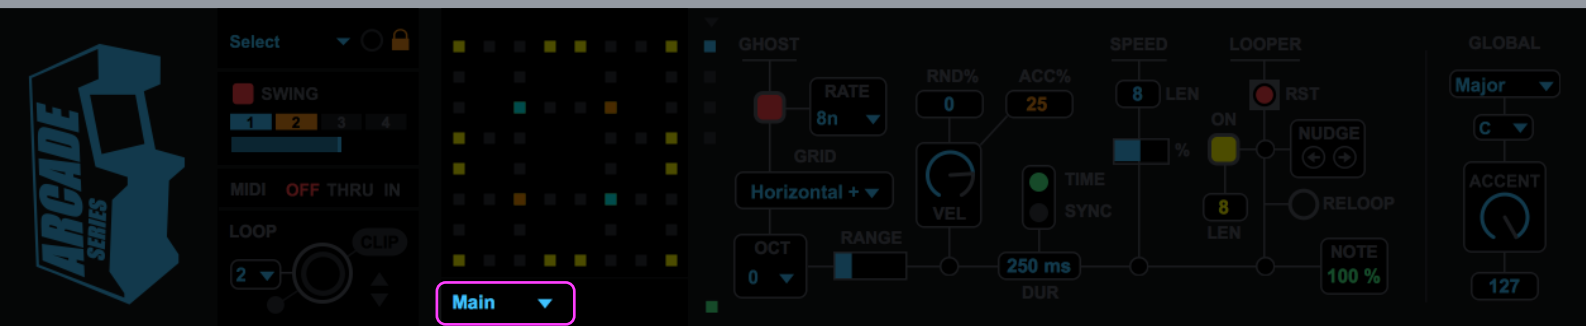 ARCADE
SERIES
Select
SWING
1 2 3 4
MIDI OFF THRU IN
LOOP
CLIP
2
Main
GHOST
RATE
8n
GRID
Horizontal +
OCT
0
RANGE
RND%
0
ACC%
25
VEL
TIME
SYNC
250 ms
DUR
SPEED
8 LEN
%
LOOPER
RST
ON
NUDGE
8
LEN
RELOOP
NOTE
100 %
GLOBAL
Major
C
ACCENT
127